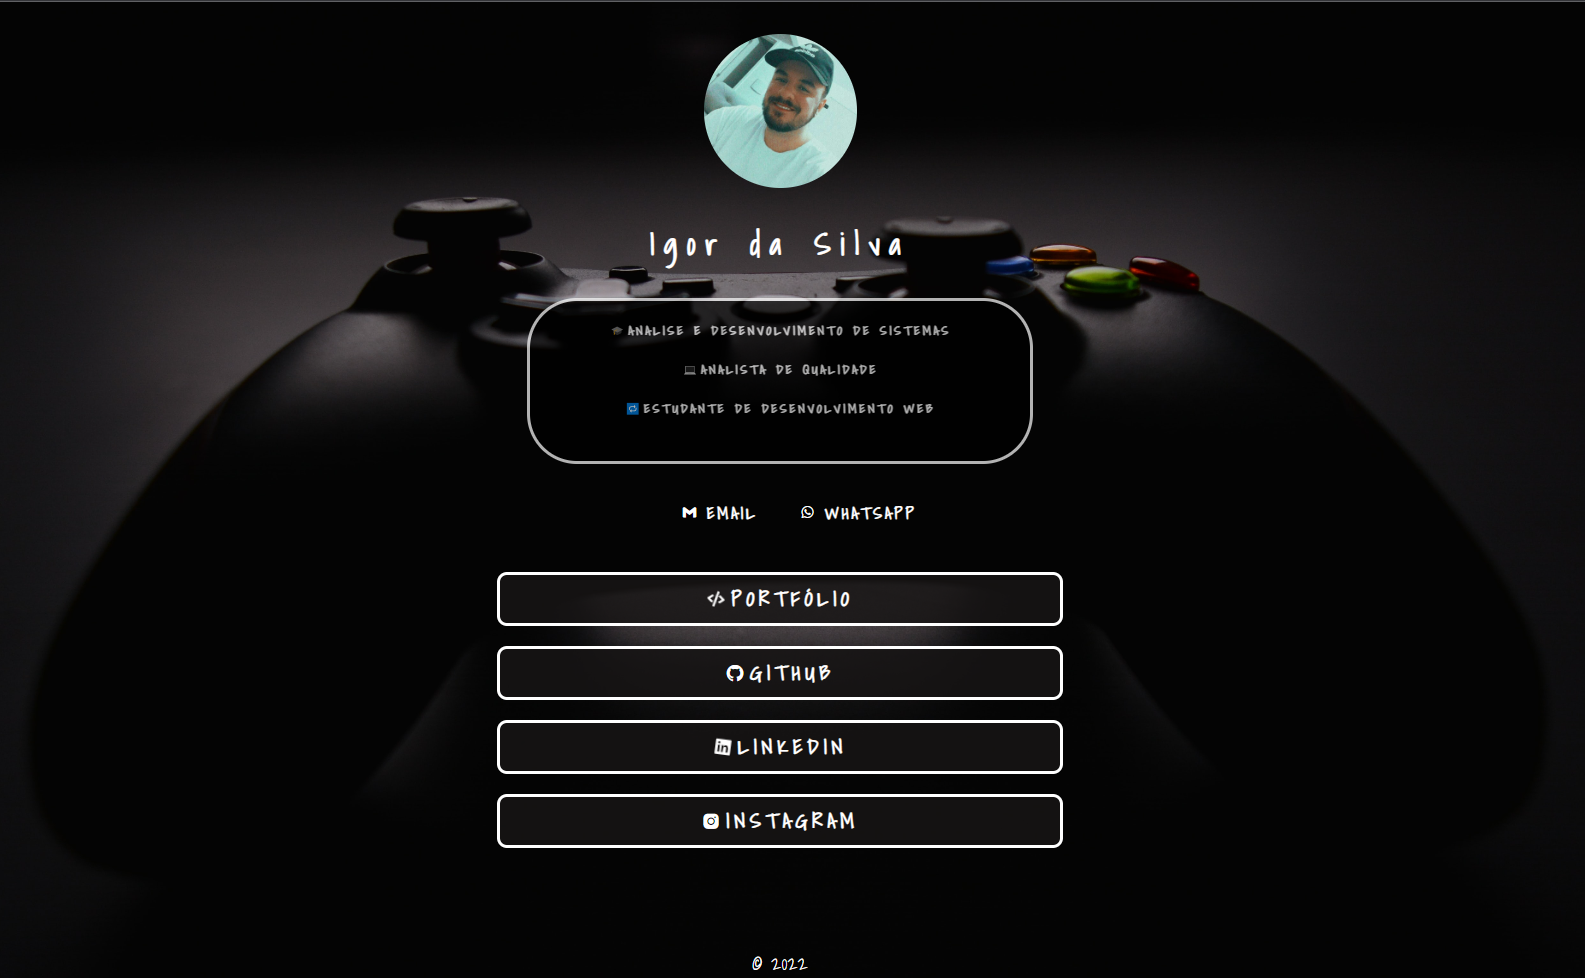 Igor da Silva
ANALISE E DESENVOLVIMENTO DE SISTEMAS
ANALISTA DE QUALIDADE
ESTUDANTE DE DESENVOLVIMENTO WEB
EMAIL WHATSAPP
PORTFÓLIO
GITHUB
LINKEDIN
INSTAGRAM
© 2022